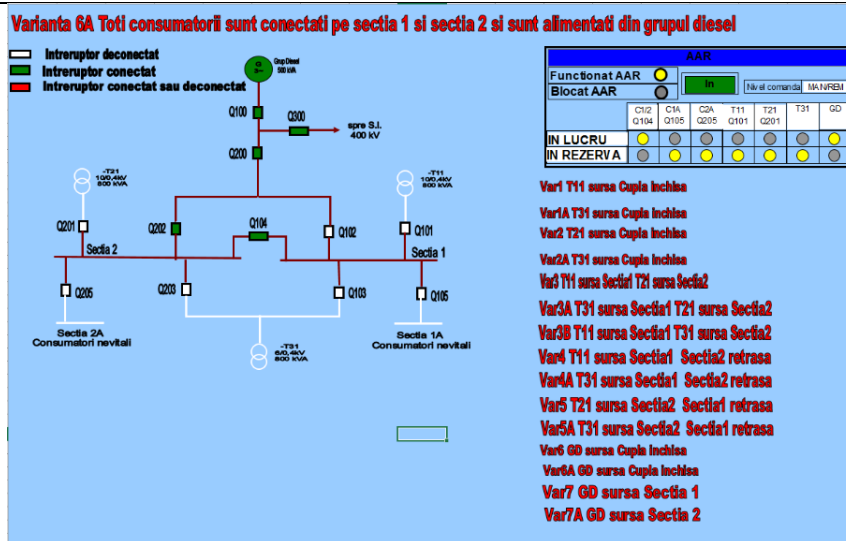 Varianta 6A Toti consumatorii sunt conectati pe sectia 1 si sectia 2 si sunt alimentati din grupul diesel
Intreruptor deconectat
Intreruptor conectat
Intreruptor conectat sau deconectat
G
3~
Grup Diesel
500 kVA
Q100
Q300
spre S.I.
400 kV
Q200
-T21
10/0,4kV
800 kVA
-T11
10/0,4kV
800 kVA
Q201
Q202
Q104
Q102
Q101
Sectia 2
Sectia 1
Q205
Q203
Q103
Q105
Sectia 2A
Consumatori nevitali
Sectia 1A
Consumatori nevitali
-T31
6/0,4kV
800 kVA
AAR
Functionat AAR
Blocat AAR
In
Nivel comanda
MAN/REM
C1/2 C1A C2A T11 T21 T31 GD
Q104 Q105 Q205 Q101 Q201
IN LUCRU
IN REZERVA
Var1 T11 sursa Cupla inchisa
Var1A T31 sursa Cupla inchisa
Var2 T21 sursa Cupla inchisa
Var2A T31 sursa Cupla inchisa
Var3 T11 sursa Sectia1 T21 sursa Sectia2
Var3A T31 sursa Sectia1 T21 sursa Sectia2
Var3B T11 sursa Sectia1 T31 sursa Sectia2
Var4 T11 sursa Sectia1 Sectia2 retrasa
Var4A T31 sursa Sectia1 Sectia2 retrasa
Var5 T21 sursa Sectia2 Sectia1 retrasa
Var5A T31 sursa Sectia2 Sectia1 retrasa
Var6 GD sursa Cupla inchisa
Var6A GD sursa Cupla inchisa
Var7 GD sursa Sectia 1
Var7A GD sursa Sectia 2